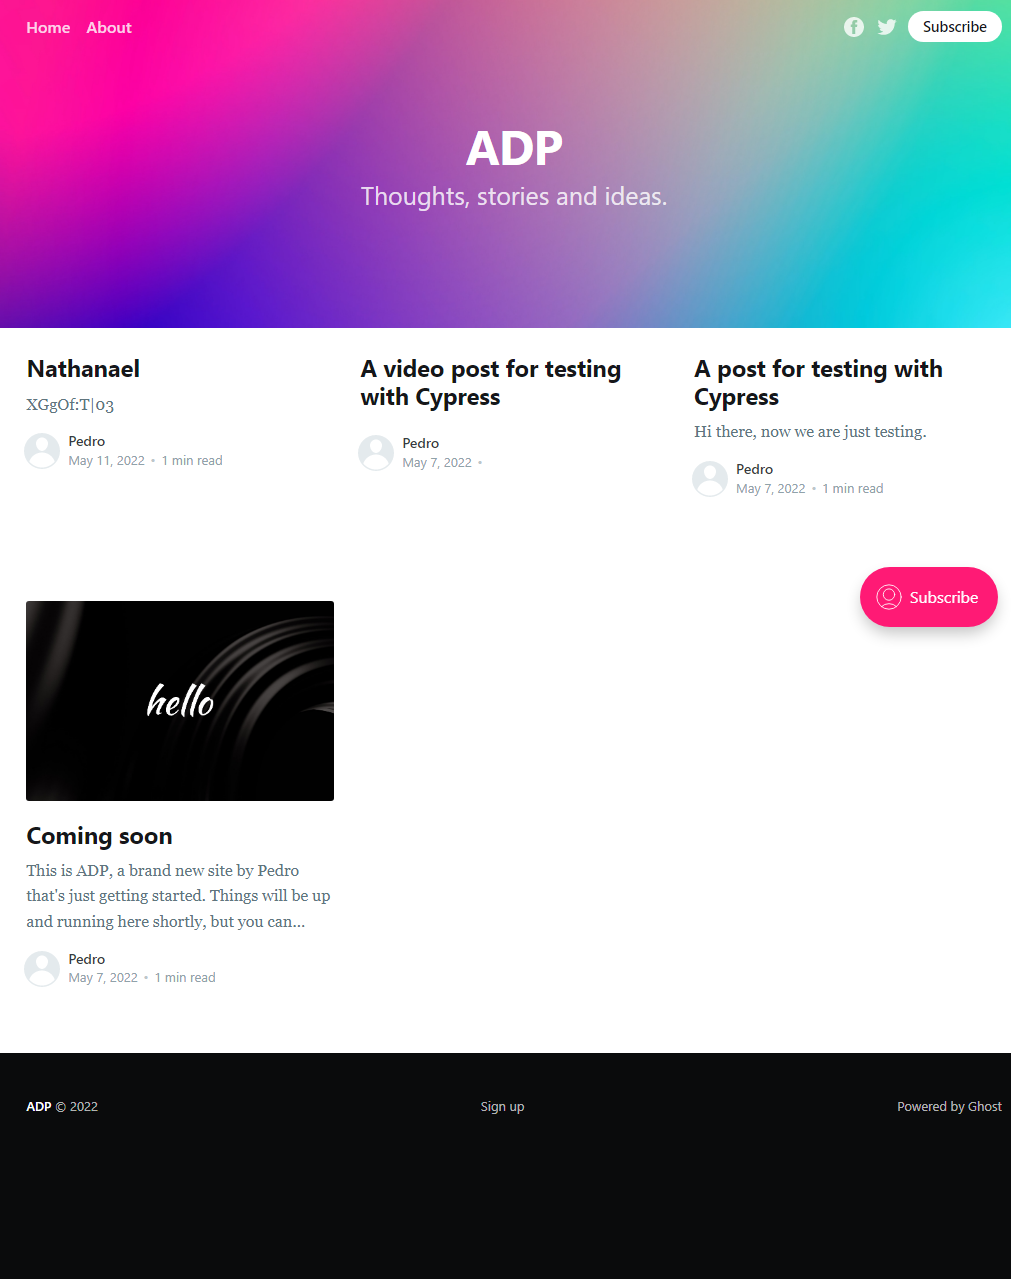 Home About
Subscribe
ADP
Thoughts, stories and ideas.
Nathanael
XGgOf:T|03
Pedro
May 11, 2022 • 1 min read
A video post for testing
with Cypress
Pedro
May 7, 2022 •
A post for testing with
Cypress
Hi there, now we are just testing.
Pedro
May 7, 2022 • 1 min read
Subscribe
hello
Coming soon
This is ADP, a brand new site by Pedro
that's just getting started. Things will be up
and running here shortly, but you can...
Pedro
May 7, 2022 • 1 min read
ADP © 2022
Sign up
Powered by Ghost